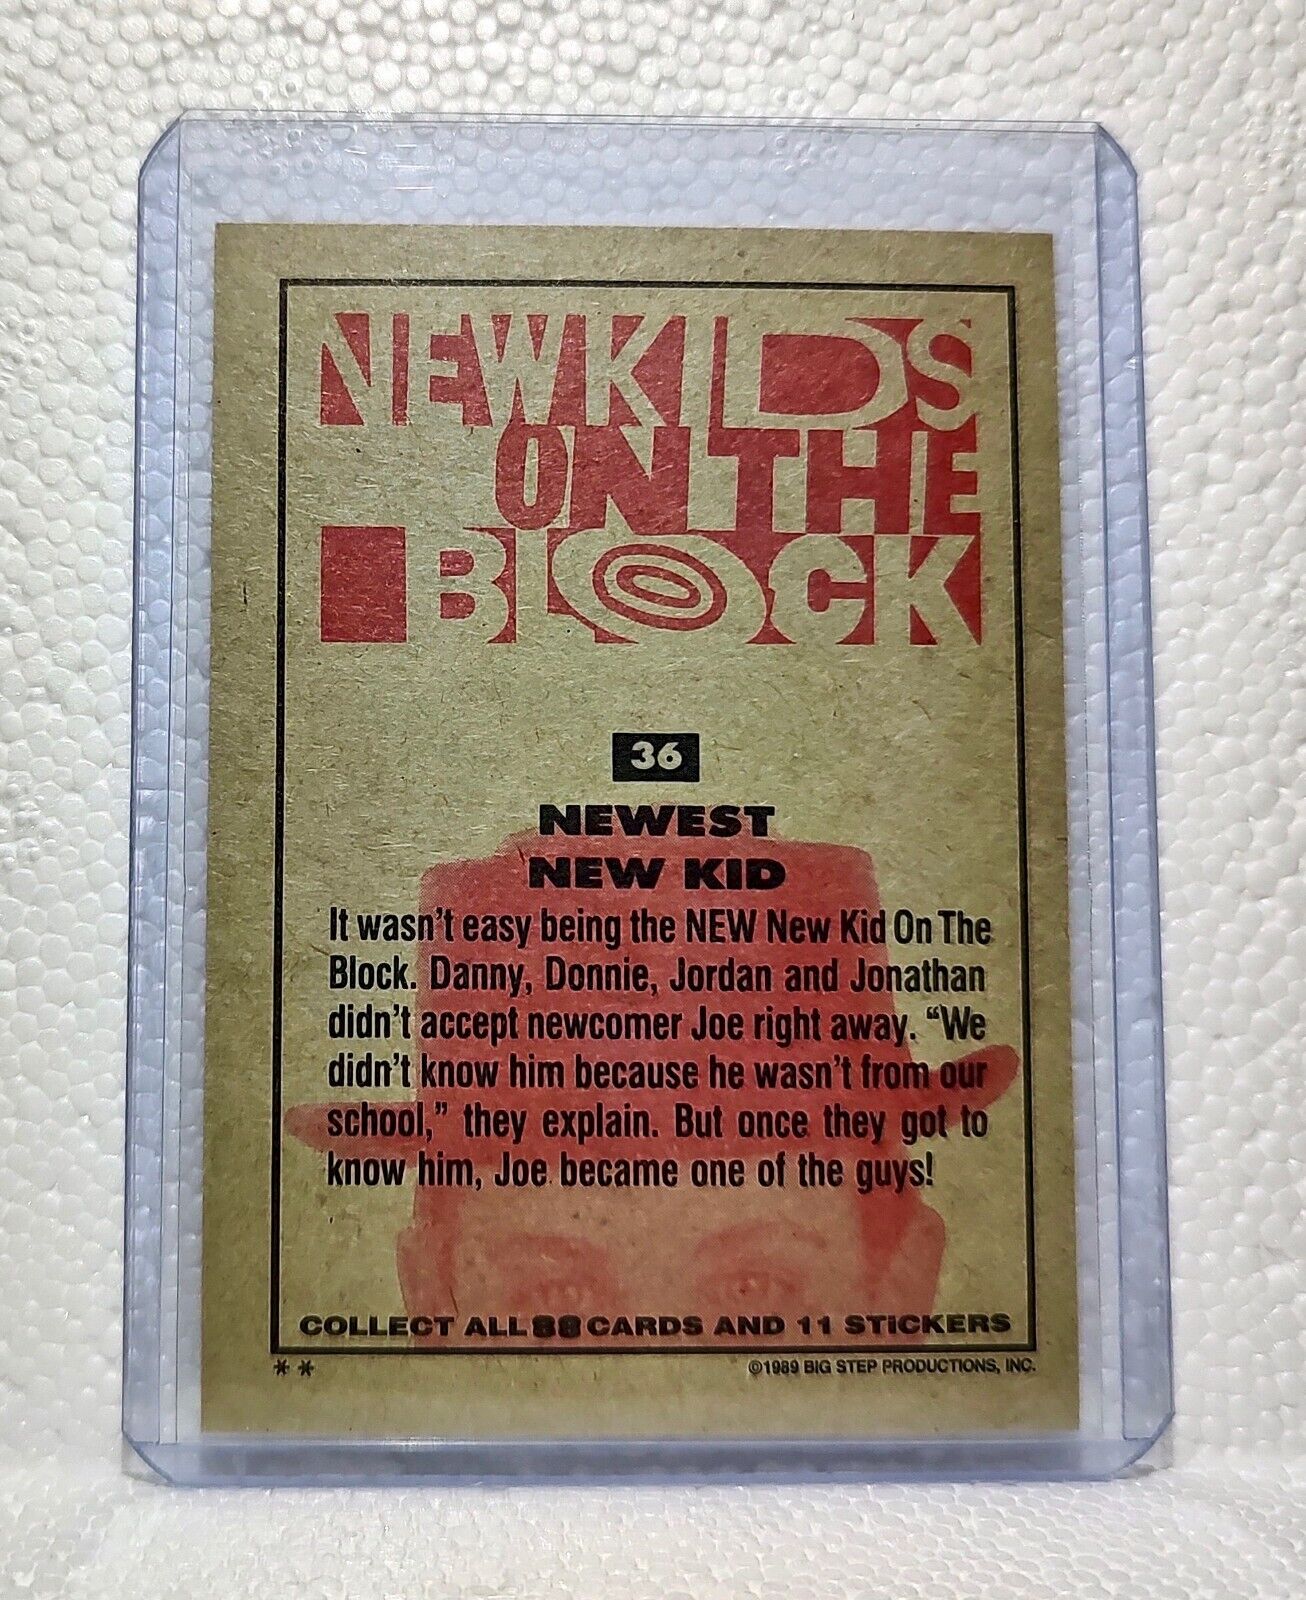 NEW KIDS
ON THE
BLOCK
36
NEWEST
NEW KID
It wasn't easy being the NEW New Kid On The
Block. Danny, Donnie, Jordan and Jonathan
didn't accept newcomer Joe right away. "We
didn't know him because he wasn't from our
school," they explain. But once they got to
know him, Joe became one of the guys!
COLLECT ALL 88 CARDS AND 11 STICKERS
* * ©1989 BIG STEP PRODUCTIONS, INC.